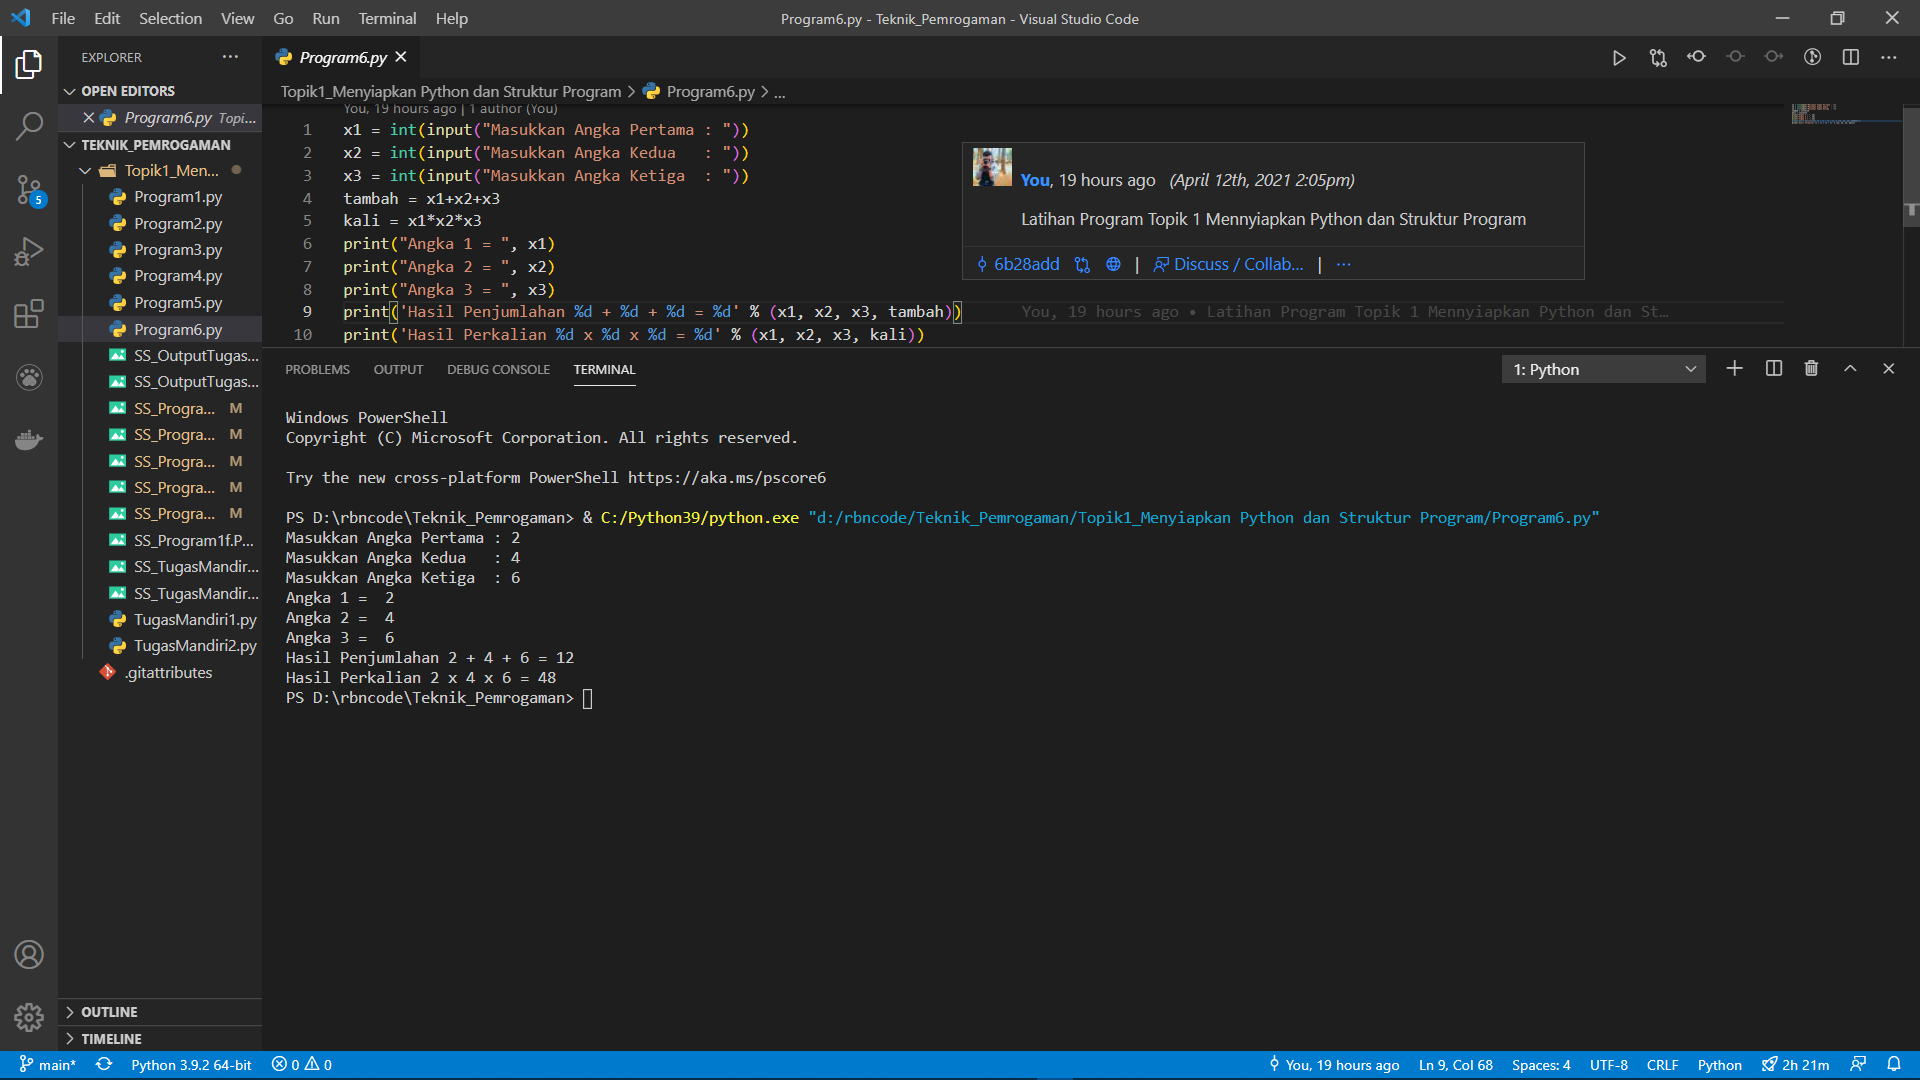 File Edit Selection View Go Run Terminal Help
Program6.py - Teknik_Pemrogaman - Visual Studio Code
EXPLORER
OPEN EDITORS
Program6.py Topi...
TEKNIK_PEMROGAMAN
Topik1_Men...
Program1.py
Program2.py
Program3.py
Program4.py
Program5.py
Program6.py
SS_OutputTugas...
SS_OutputTugas...
SS_Progra... M
SS_Progra... M
SS_Progra... M
SS_Progra... M
SS_Progra... M
SS_Program1f.P...
SS_TugasMandir...
SS_TugasMandir...
TugasMandiri1.py
TugasMandiri2.py
.gitattributes
OUTLINE
TIMELINE
5
Program6.py
Topik1_Menyiapkan Python dan Struktur Program > Program6.py > ...
You, 19 hours ago | 1 author (You)
1 x1 = int(input("Masukkan Angka Pertama : "))
2 x2 = int(input("Masukkan Angka Kedua   : "))
3 x3 = int(input("Masukkan Angka Ketiga  : "))
4 tambah = x1+x2+x3
5 kali = x1*x2*x3
6 print("Angka 1 = ", x1)
7 print("Angka 2 = ", x2)
8 print("Angka 3 = ", x3)
9 print('Hasil Penjumlahan %d + %d + %d = %d' % (x1, x2, x3, tambah)) You, 19 hours ago • Latihan Program Topik 1 Mennyiapkan Python dan St…
10 print('Hasil Perkalian %d x %d x %d = %d' % (x1, x2, x3, kali))
You, 19 hours ago (April 12th, 2021 2:05pm)
Latihan Program Topik 1 Mennyiapkan Python dan Struktur Program
6b28add | Discuss / Collab... | ...
PROBLEMS OUTPUT DEBUG CONSOLE TERMINAL
1: Python
Windows PowerShell
Copyright (C) Microsoft Corporation. All rights reserved.
Try the new cross-platform PowerShell https://aka.ms/pscore6
PS D:\rbncode\Teknik_Pemrogaman> & C:/Python39/python.exe "d:/rbncode/Teknik_Pemrogaman/Topik1_Menyiapkan Python dan Struktur Program/Program6.py"
Masukkan Angka Pertama : 2
Masukkan Angka Kedua   : 4
Masukkan Angka Ketiga  : 6
Angka 1 =  2
Angka 2 =  4
Angka 3 =  6
Hasil Penjumlahan 2 + 4 + 6 = 12
Hasil Perkalian 2 x 4 x 6 = 48
PS D:\rbncode\Teknik_Pemrogaman>
main* Python 3.9.2 64-bit 0 0 You, 19 hours ago Ln 9, Col 68 Spaces: 4 UTF-8 CRLF Python 2h 21m